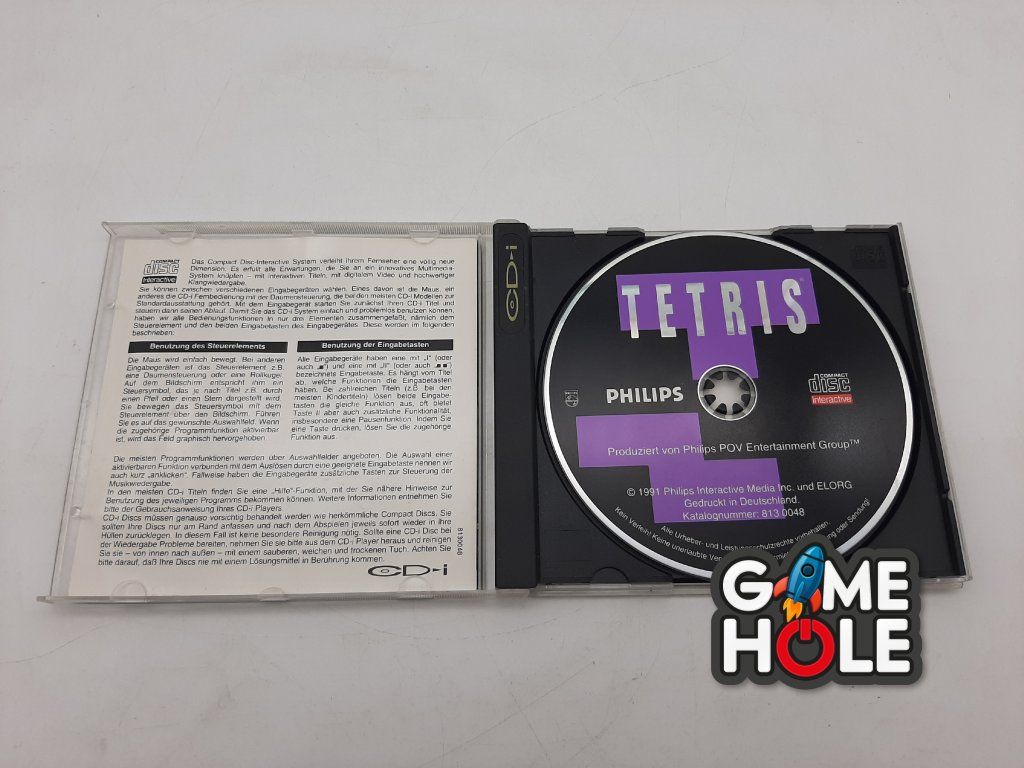 COMPACT
disc
interactive
Das Compact Disc-Interactive System verleiht Ihrem Fernseher eine völlig neue
Dimension: Es erfüllt alle Erwartungen, die Sie an ein innovatives Multimedia-
System knüpfen – mit interaktiven Titeln, mit digitalem Video und hochwertiger
Klangwiedergabe.
Sie können zwischen verschiedenen Eingabegeräten wählen. Eines davon ist die Maus, ein
anderes die CD-i Fernbedienung mit der Daumensteuerung, die bei den meisten CD-i Modellen zur
Standardausstattung gehört. Mit dem Eingabegerät starten Sie zunächst Ihren CD-i Titel und
steuern dann seinen Ablauf. Damit Sie das CD-i System einfach und problemlos benutzen können,
haben wir alle Bedienungsfunktionen in nur drei Elementen zusammengefaßt, nämlich dem
Steuerelement und den beiden Eingabetasten des Eingabegerätes. Diese werden im folgenden
beschrieben:
Benutzung des Steuerelements
Die Maus wird einfach bewegt. Bei anderen
Eingabegeräten ist das Steuerelement z.B.
eine Daumensteuerung oder eine Rollkugel.
Auf dem Bildschirm entspricht ihm ein
Steuersymbol, das je nach Titel z.B. durch
einen Pfeil oder einen Stern dargestellt wird.
Sie bewegen das Steuersymbol mit dem
Steuerelement über den Bildschirm. Führen
Sie es auf das gewünschte Auswahlfeld. Wenn
die zugehörige Programmfunktion aktivierbar
ist, wird das Feld graphisch hervorgehoben.
Benutzung der Eingabetasten
Alle Eingabegeräte haben eine mit „I" (oder
auch „■") und eine mit „II" (oder auch „■ ■")
bezeichnete Eingabetaste. Es hängt vom Titel
ab, welche Funktionen die Eingabetasten
haben. Bei zahlreichen Titeln (z.B. bei den
meisten Kindertiteln) lösen beide Eingabe-
tasten die gleiche Funktion aus, oft bietet
Taste II aber auch zusätzliche Funktionalität,
insbesondere eine Pausenfunktion. Indem Sie
eine Taste drücken, lösen Sie die zugehörige
Funktion aus.
Die meisten Programmfunktionen werden über Auswahlfelder angeboten. Die Auswahl einer
aktivierbaren Funktion verbunden mit dem Auslösen durch eine geeignete Eingabetaste nennen wir
auch kurz „anklicken". Fallweise haben die Eingabegeräte zusätzliche Tasten zur Steuerung der
Musikwiedergabe.
In den meisten CD-i Titeln finden Sie eine „Hilfe"-Funktion, mit der Sie nähere Hinweise zur
Benutzung des jeweiligen Programms bekommen können. Weitere Informationen entnehmen Sie
bitte der Gebrauchsanweisung Ihres CD-i Players.
CD-i Discs müssen genauso vorsichtig behandelt werden wie herkömmliche Compact Discs. Sie
sollten Ihre Discs nur am Rand anfassen und nach dem Abspielen jeweils sofort wieder in ihre
Hüllen zurücklegen. In diesem Fall ist keine besondere Reinigung nötig. Sollte eine CD-i Disc bei
der Wiedergabe Probleme bereiten, nehmen Sie sie bitte aus dem CD-i Player heraus und reinigen
Sie sie – von innen nach außen – mit einem sauberen, weichen und trockenen Tuch. Achten Sie
bitte darauf, daß Ihre Discs nie mit einem Lösungsmittel in Berührung kommen.
8130048
CD-i
CD-i
TETRIS®
PHILIPS
COMPACT
disc
interactive
Produziert von Philips POV Entertainment Group™
© 1991 Philips Interactive Media Inc. und ELORG
Gedruckt in Deutschland.
Katalognummer: 813 0048
Alle Urheber- und Leistungsschutzrechte vorbehalten.
Kein Verleih! Keine unerlaubte Sendung!
GAME
HOLE